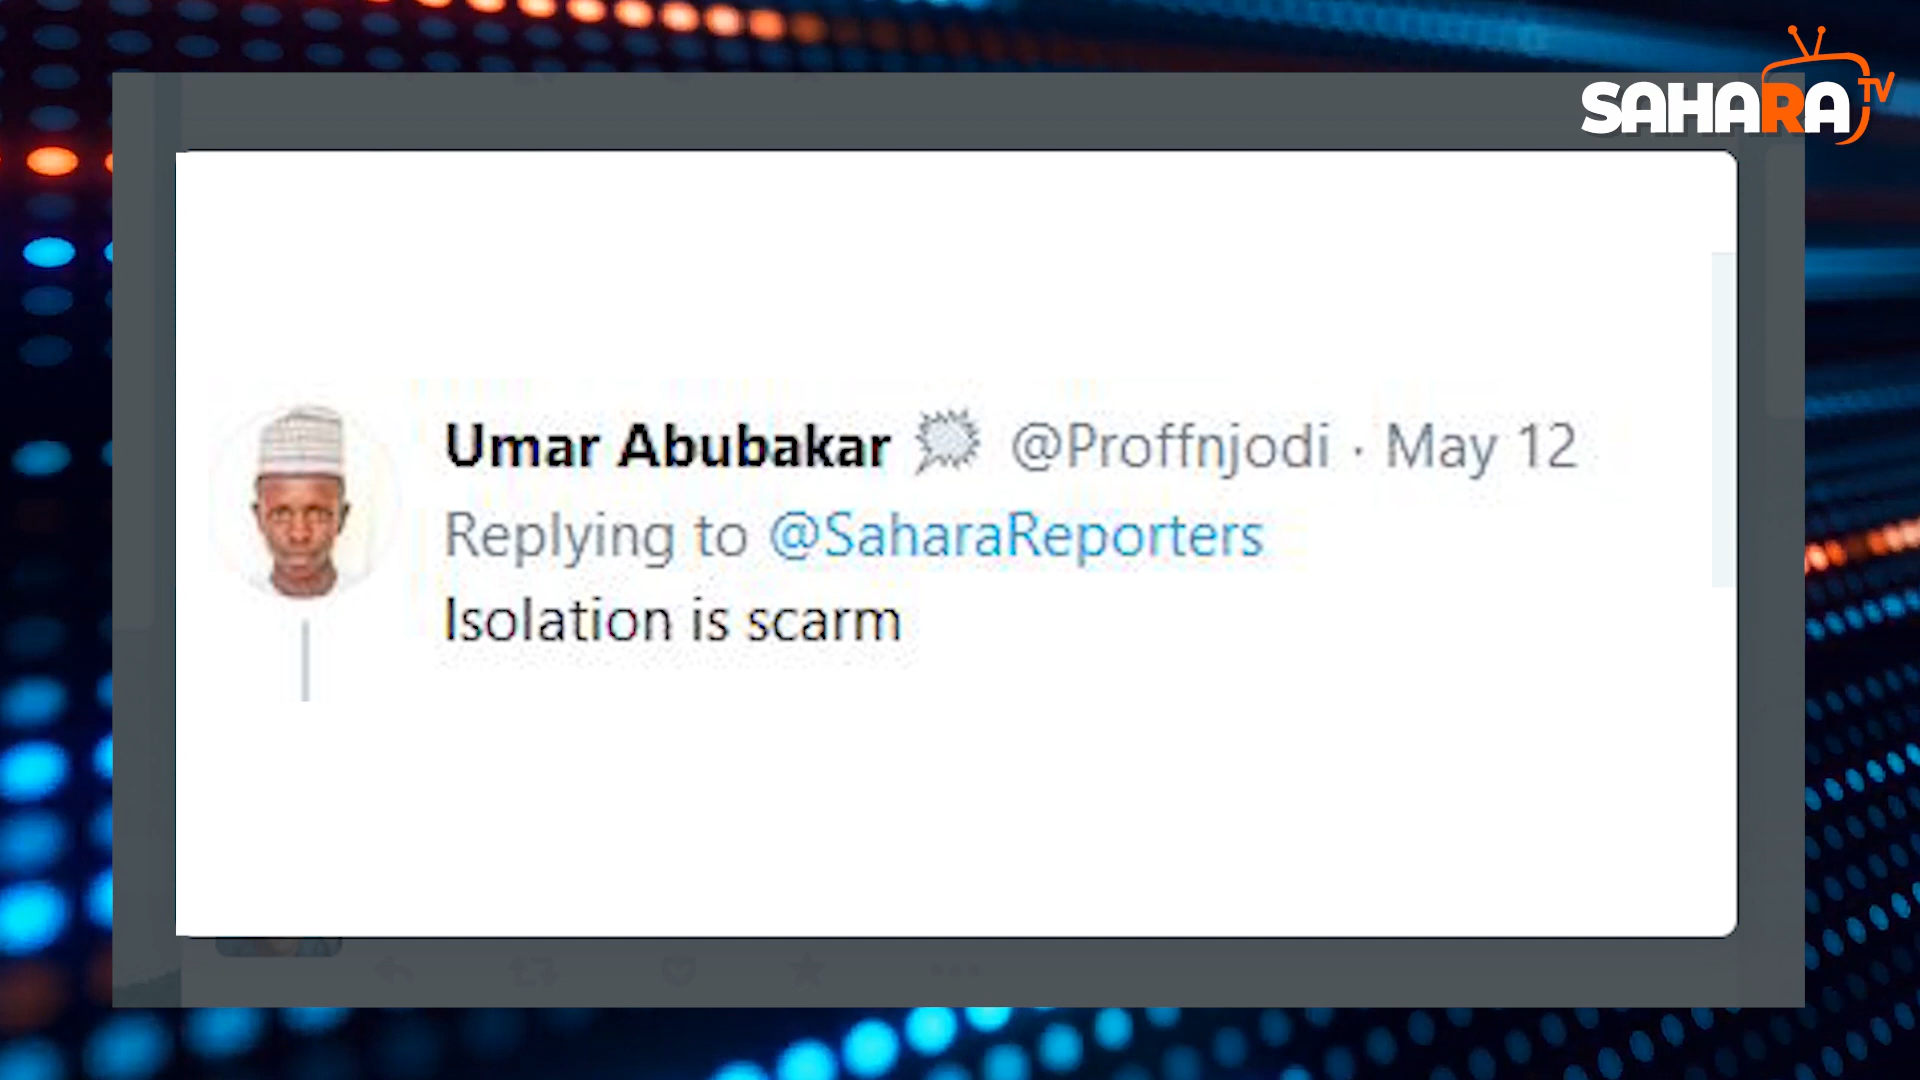 SAHARA TV
Umar Abubakar @Proffnjodi · May 12
Replying to @SaharaReporters
Isolation is scarm